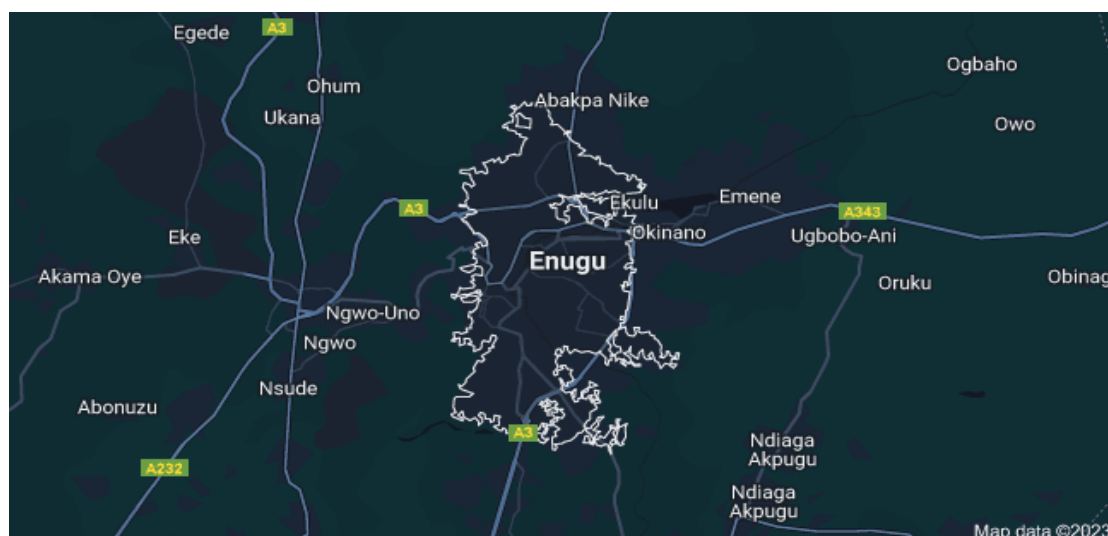 Egede
A3
Ohum
Ukana
Abakpa Nike
Ogbaho
Owo
A3
Ekulu
Emene
A343
Eke
Okinano
Ugbobo-Ani
Enugu
Akama Oye
Oruku
Obinag
Ngwo-Uno
Ngwo
Nsude
Abonuzu
A3
Ndiaga
Akpugu
A232
Ndiaga
Akpugu
Map data ©2023